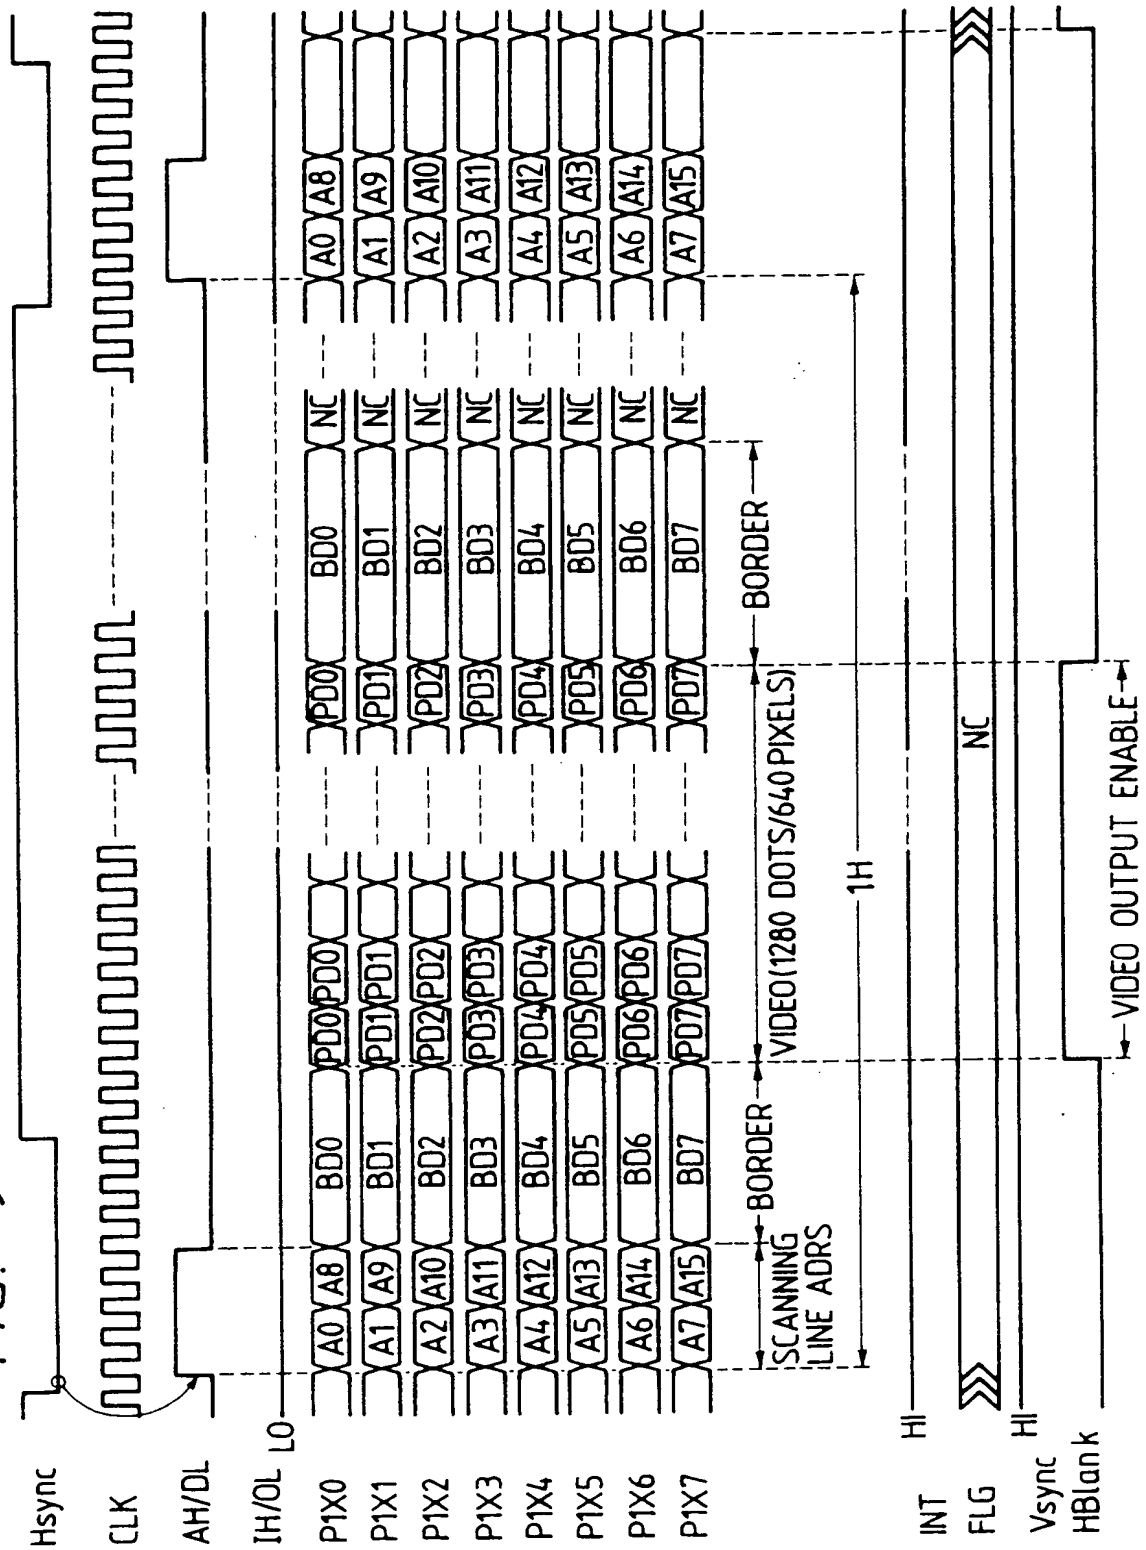 Hsync
CLK
AH/DL
IH/OL LO
P1X0 A0 A8 BD0 PD0 PD0 PD0 BD0 NC A0 A8
P1X1 A1 A9 BD1 PD1 PD1 PD1 BD1 NC A1 A9
P1X2 A2 A10 BD2 PD2 PD2 PD2 BD2 NC A2 A10
P1X3 A3 A11 BD3 PD3 PD3 PD3 BD3 NC A3 A11
P1X4 A4 A12 BD4 PD4 PD4 PD4 BD4 NC A4 A12
P1X5 A5 A13 BD5 PD5 PD5 PD5 BD5 NC A5 A13
P1X6 A6 A14 BD6 PD6 PD6 PD6 BD6 NC A6 A14
P1X7 A7 A15 BD7 PD7 PD7 PD7 BD7 NC A7 A15
SCANNING
LINE ADRS
BORDER
VIDEO(1280 DOTS/640 PIXELS)
BORDER
1H
INT HI
FLG NC
Vsync HI
HBlank
VIDEO OUTPUT ENABLE